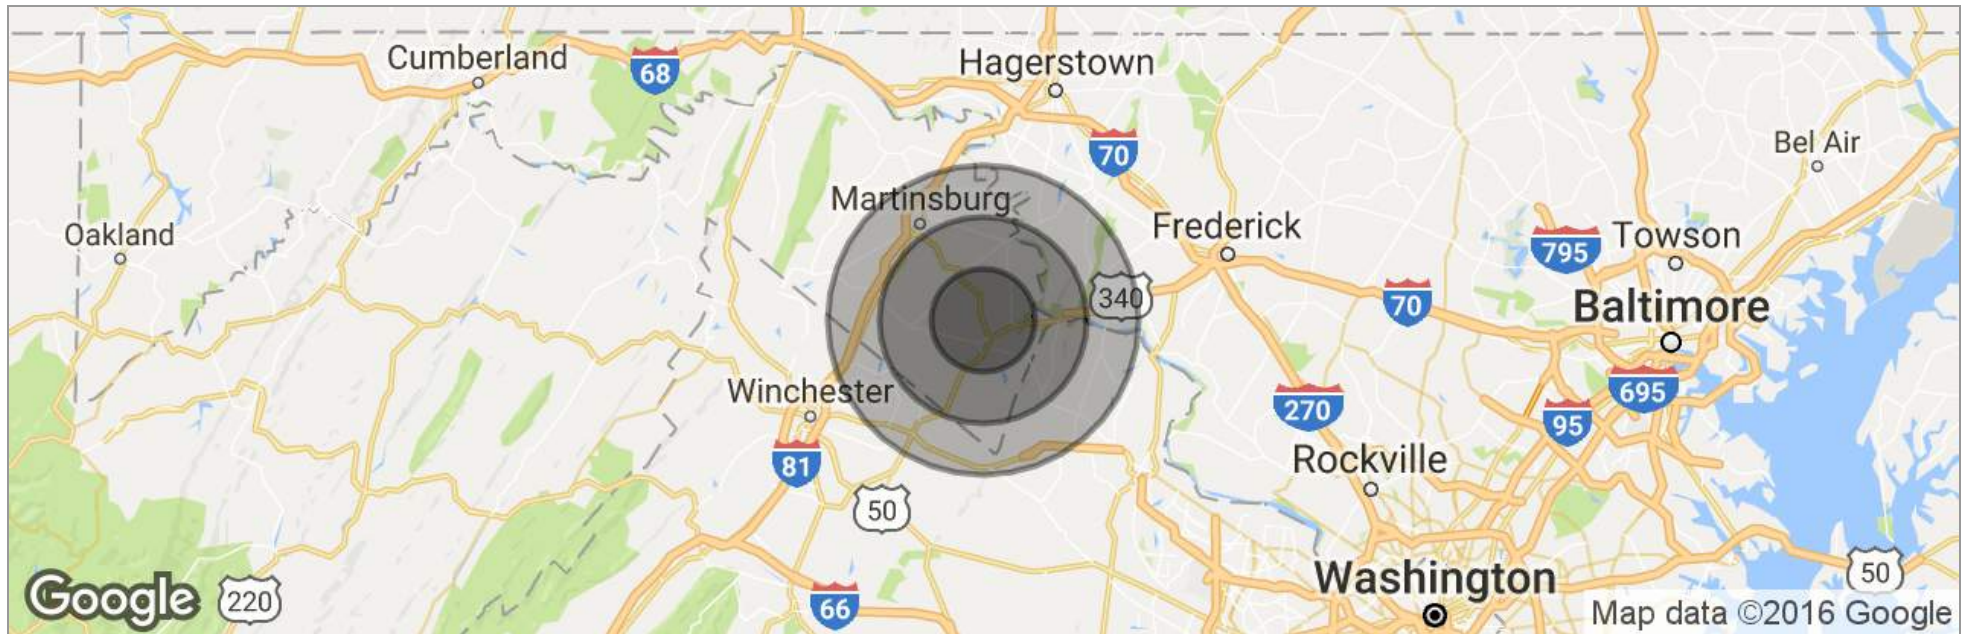 Cumberland
68
Hagerstown
70
Bel Air
Martinsburg
Oakland
Frederick
795
Towson
340
70
Baltimore
Winchester
695
270
95
81
Rockville
50
Washington
50
Google
220
66
Map data ©2016 Google